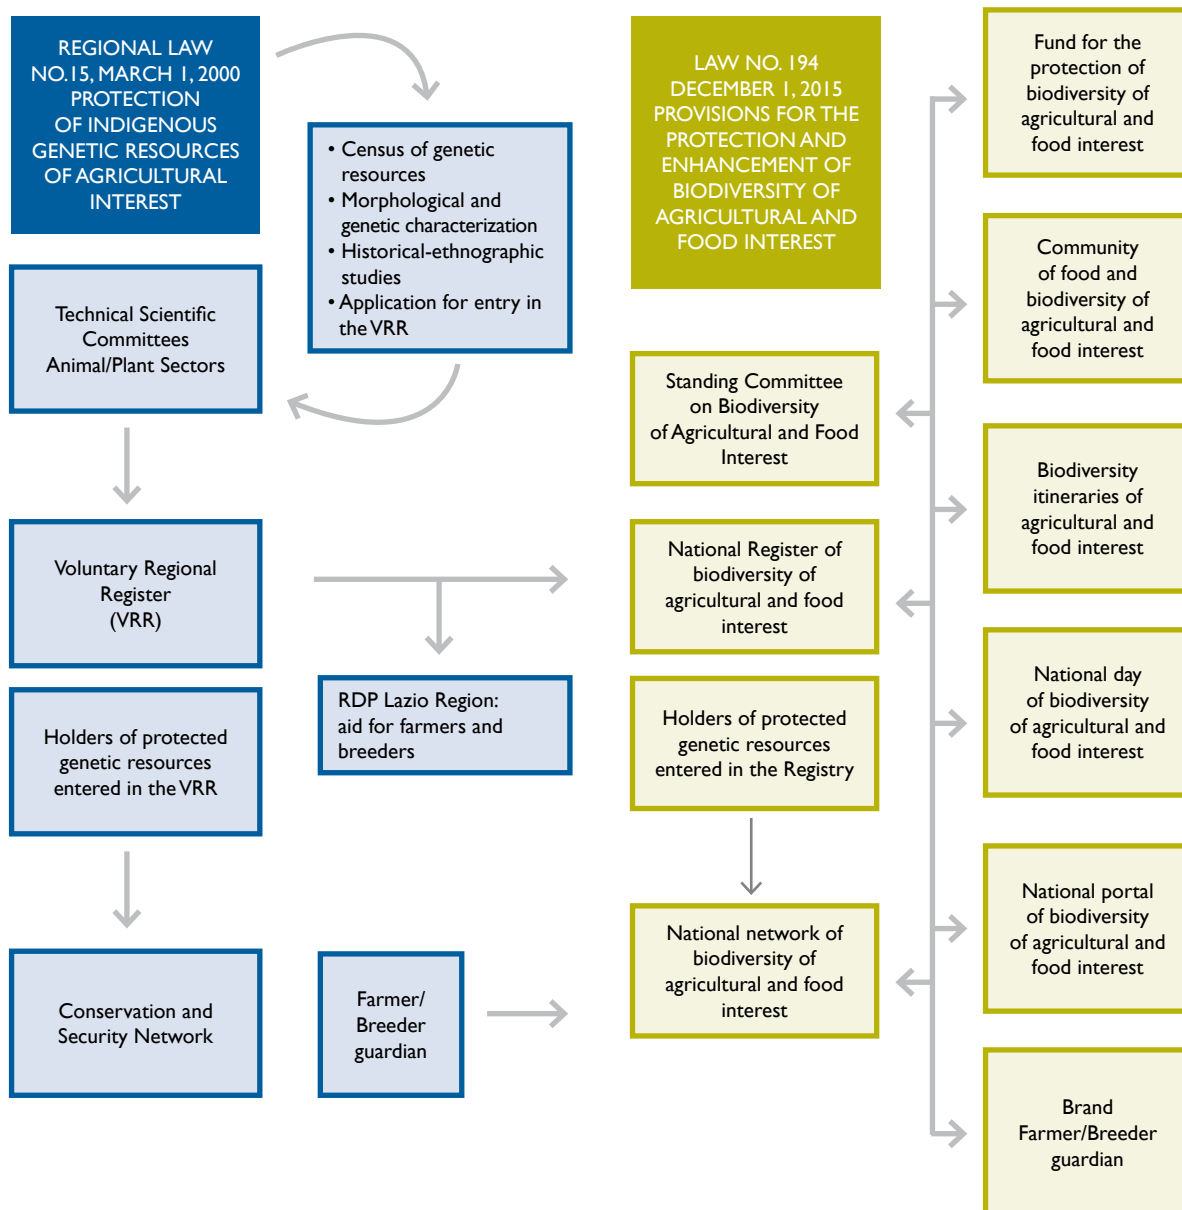 REGIONAL LAW
NO.15, MARCH 1, 2000
PROTECTION
OF INDIGENOUS
GENETIC RESOURCES
OF AGRICULTURAL
INTEREST
• Census of genetic
resources
• Morphological and
genetic characterization
• Historical-ethnographic
studies
• Application for entry in
the VRR
Technical Scientific
Committees
Animal/Plant Sectors
Voluntary Regional
Register
(VRR)
RDP Lazio Region:
aid for farmers and
breeders
Holders of protected
genetic resources
entered in the VRR
Conservation and
Security Network
Farmer/
Breeder
guardian
LAW NO. 194
DECEMBER 1, 2015
PROVISIONS FOR THE
PROTECTION AND
ENHANCEMENT OF
BIODIVERSITY OF
AGRICULTURAL AND
FOOD INTEREST
Standing Committee
on Biodiversity
of Agricultural and Food
Interest
National Register of
biodiversity of
agricultural and food
interest
Holders of protected
genetic resources
entered in the Registry
National network of
biodiversity of
agricultural and food
interest
Fund for the
protection of
biodiversity of
agricultural and
food interest
Community
of food and
biodiversity of
agricultural and
food interest
Biodiversity
itineraries of
agricultural and
food interest
National day
of biodiversity
of agricultural and
food interest
National portal
of biodiversity
of agricultural and
food interest
Brand
Farmer/Breeder
guardian